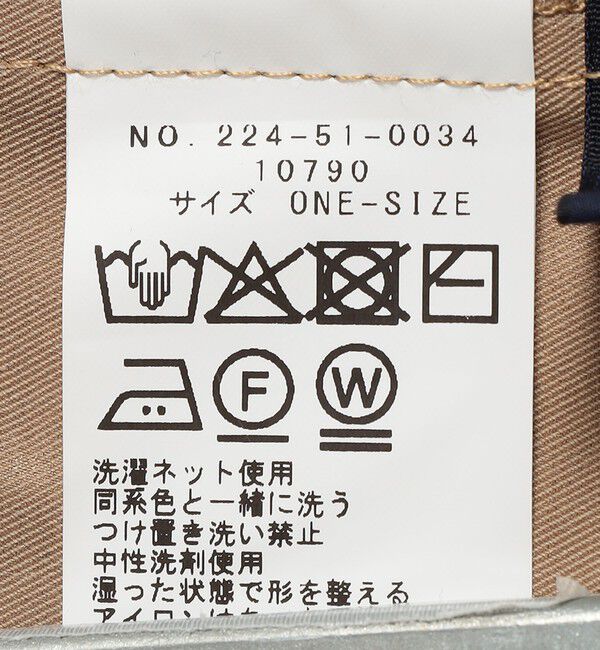 NO. 224-51-0034
10790
サイズ ONE-SIZE
F
W
洗濯ネット使用
同系色と一緒に洗う
つけ置き洗い禁止
中性洗剤使用
湿った状態で形を整える